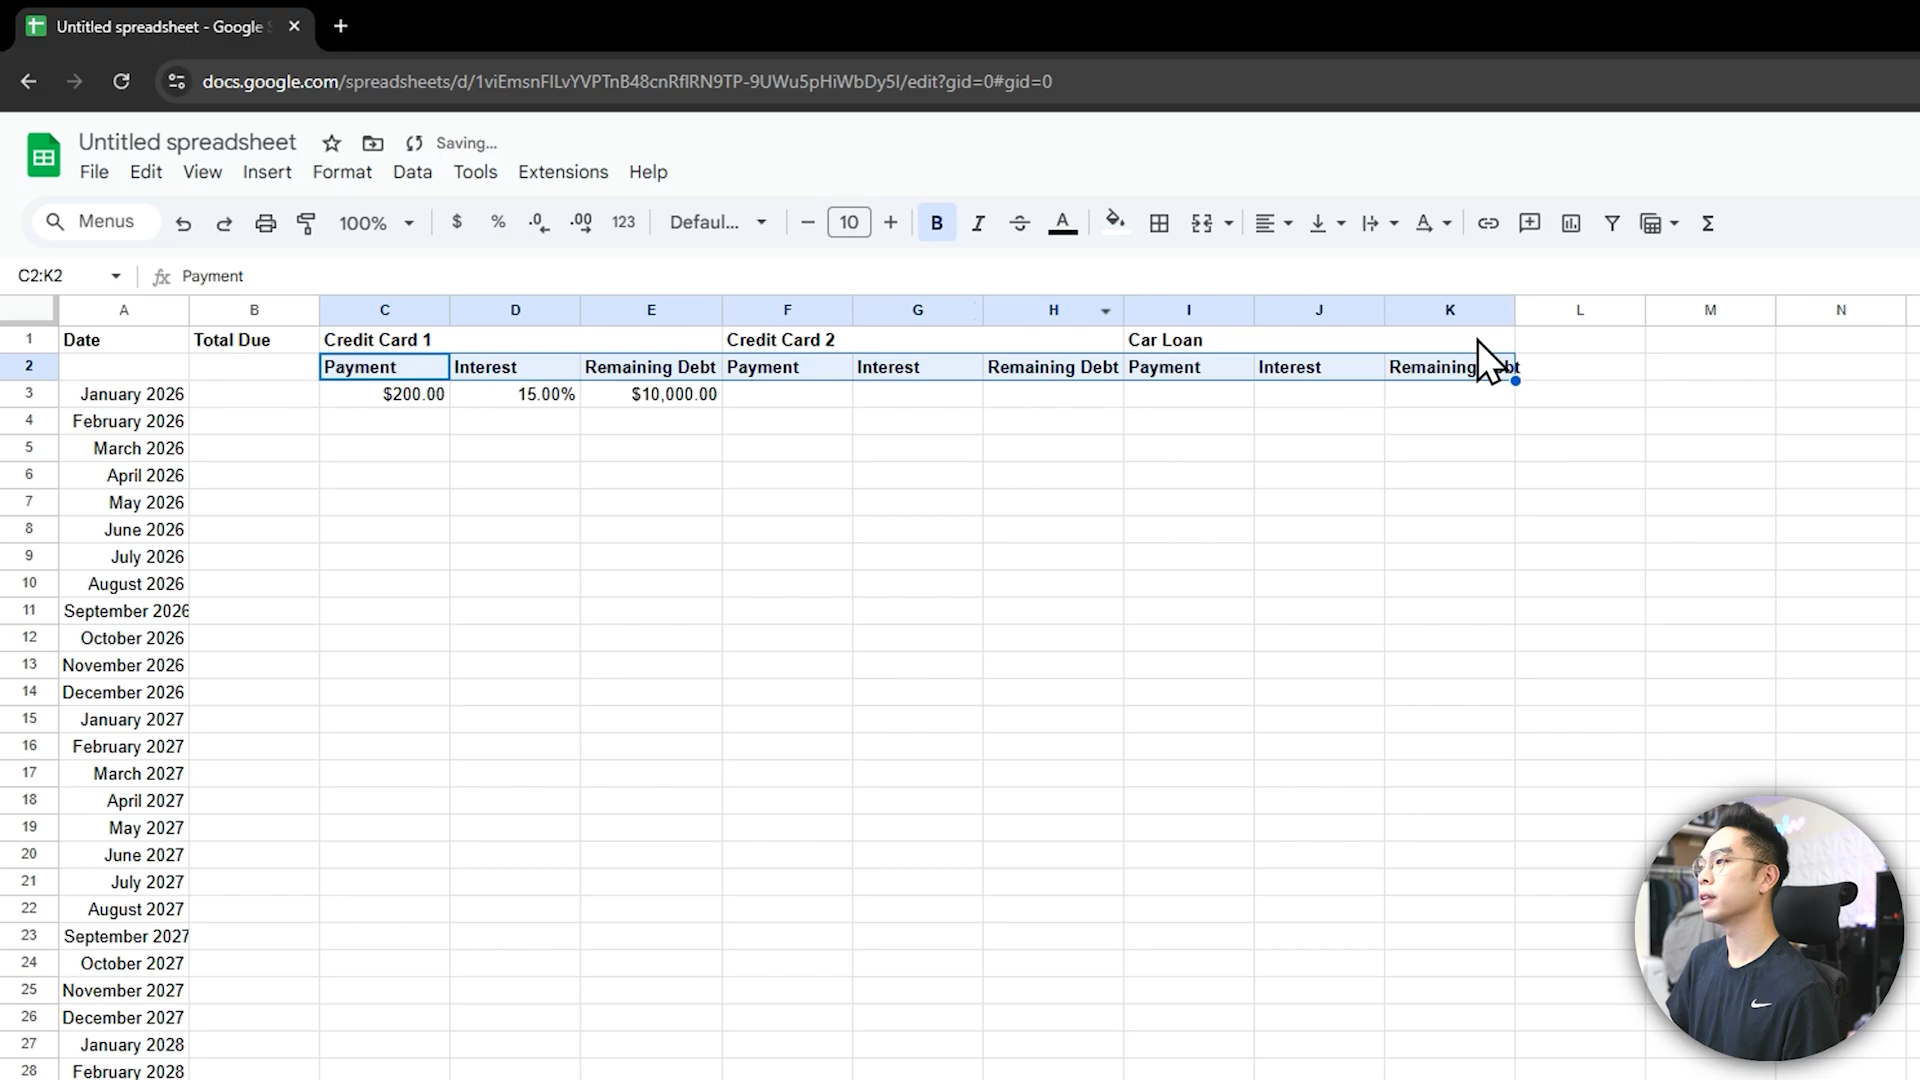 Untitled spreadsheet - Google S
docs.google.com/spreadsheets/d/1viEmsnFILvYVPTnB48cnRflRN9TP-9UWu5pHiWbDy5I/edit?gid=0#gid=0
Untitled spreadsheet Saving...
File Edit View Insert Format Data Tools Extensions Help
Menus 100% $ % .0 .00 123 Defaul... 10 B I A Σ
C2:K2 fx Payment
A B C D E F G H I J K L M N
1 Date Total Due Credit Card 1 Credit Card 2 Car Loan
2 Payment Interest Remaining Debt Payment Interest Remaining Debt Payment Interest Remaining Debt
3 January 2026 $200.00 15.00% $10,000.00
4 February 2026
5 March 2026
6 April 2026
7 May 2026
8 June 2026
9 July 2026
10 August 2026
11 September 2026
12 October 2026
13 November 2026
14 December 2026
15 January 2027
16 February 2027
17 March 2027
18 April 2027
19 May 2027
20 June 2027
21 July 2027
22 August 2027
23 September 2027
24 October 2027
25 November 2027
26 December 2027
27 January 2028
28 February 2028